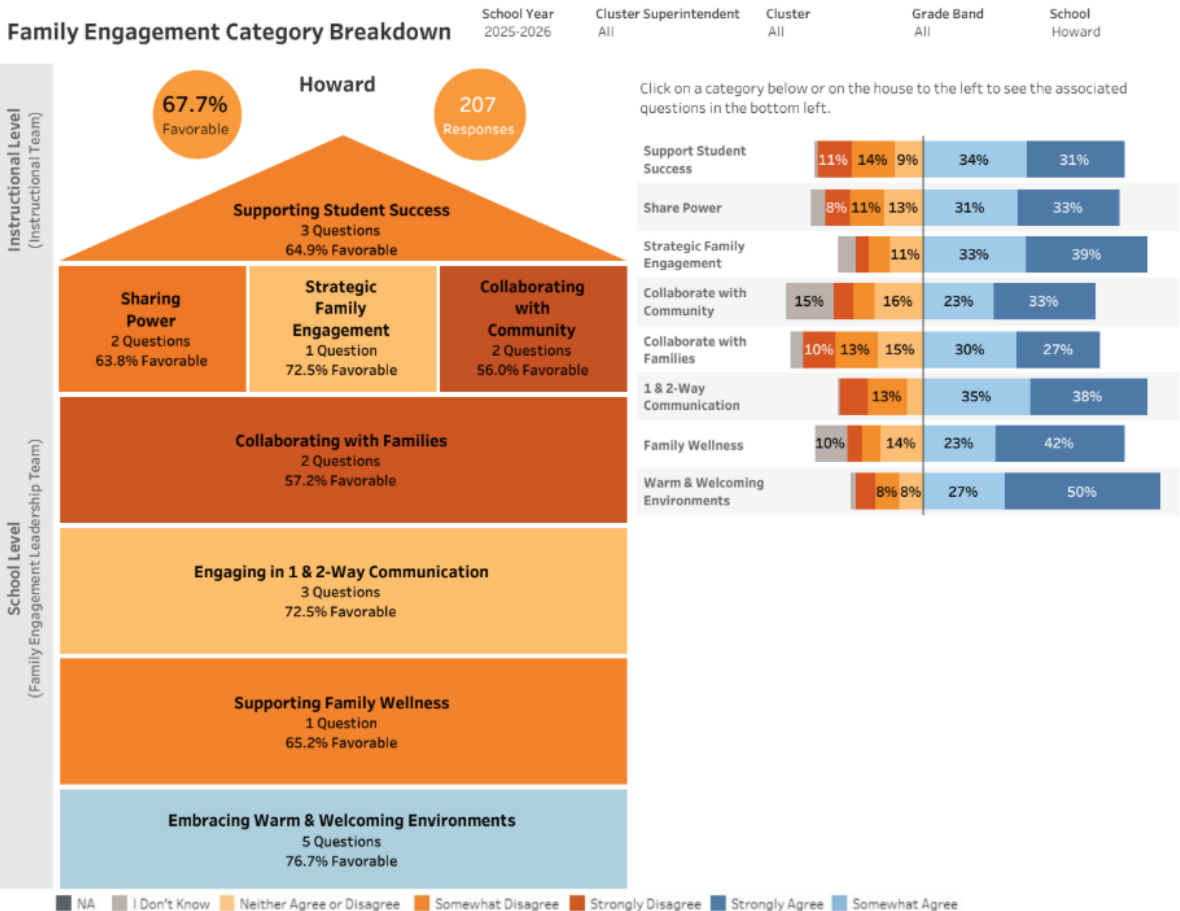 Family Engagement Category Breakdown
School Year
2025-2026
Cluster Superintendent
All
Cluster
All
Grade Band
All
School
Howard
Instructional Level
(Instructional Team)
School Level
(Family Engagement Leadership Team)
67.7%
Favorable
Howard
207
Responses
Supporting Student Success
3 Questions
64.9% Favorable
Sharing
Power
2 Questions
63.8% Favorable
Strategic
Family
Engagement
1 Question
72.5% Favorable
Collaborating
with
Community
2 Questions
56.0% Favorable
Collaborating with Families
2 Questions
57.2% Favorable
Engaging in 1 & 2-Way Communication
3 Questions
72.5% Favorable
Supporting Family Wellness
1 Question
65.2% Favorable
Embracing Warm & Welcoming Environments
5 Questions
76.7% Favorable
Click on a category below or on the house to the left to see the associated
questions in the bottom left.
Support Student
Success
11% 14% 9% 34% 31%
Share Power
8% 11% 13% 31% 33%
Strategic Family
Engagement
11% 33% 39%
Collaborate with
Community
15% 16% 23% 33%
Collaborate with
Families
10% 13% 15% 30% 27%
1 & 2-Way
Communication
13% 35% 38%
Family Wellness
10% 14% 23% 42%
Warm & Welcoming
Environments
8% 8% 27% 50%
NA I Don't Know Neither Agree or Disagree Somewhat Disagree Strongly Disagree Strongly Agree Somewhat Agree